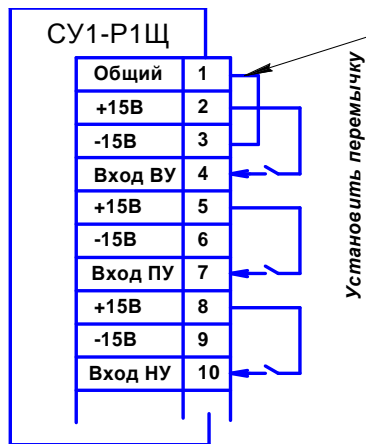 СУ1-Р1Щ
Общий 1
+15В 2
-15В 3
Вход ВУ 4
+15В 5
-15В 6
Вход ПУ 7
+15В 8
-15В 9
Вход НУ 10
Установить перемычку